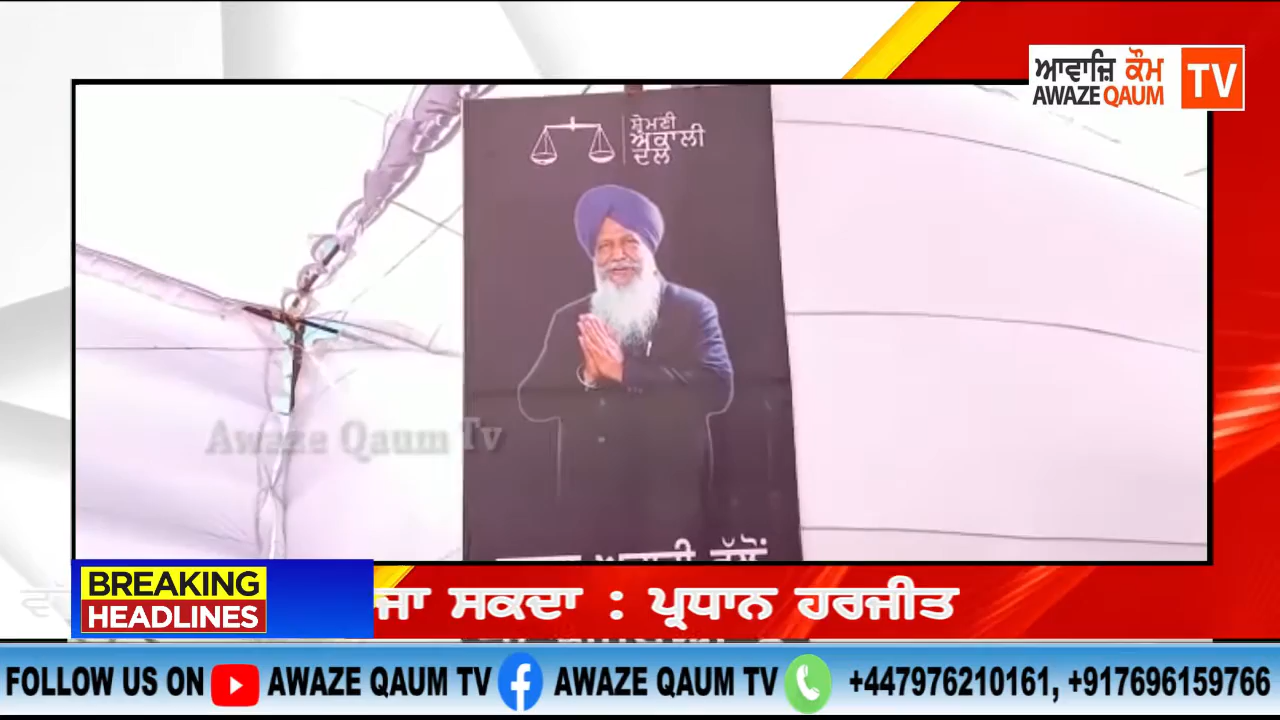 ਆਵਾਜ਼ਿ ਕੌਮ
AWAZE QAUM
TV
ਸ਼੍ਰੋਮਣੀ
ਅਕਾਲੀ
ਦਲ
Awaze Qaum Tv
BREAKING
HEADLINES
ਜਾ ਸਕਦਾ : ਪ੍ਰਧਾਨ ਹਰਜੀਤ
FOLLOW US ON AWAZE QAUM TV AWAZE QAUM TV +447976210161, +917696159766